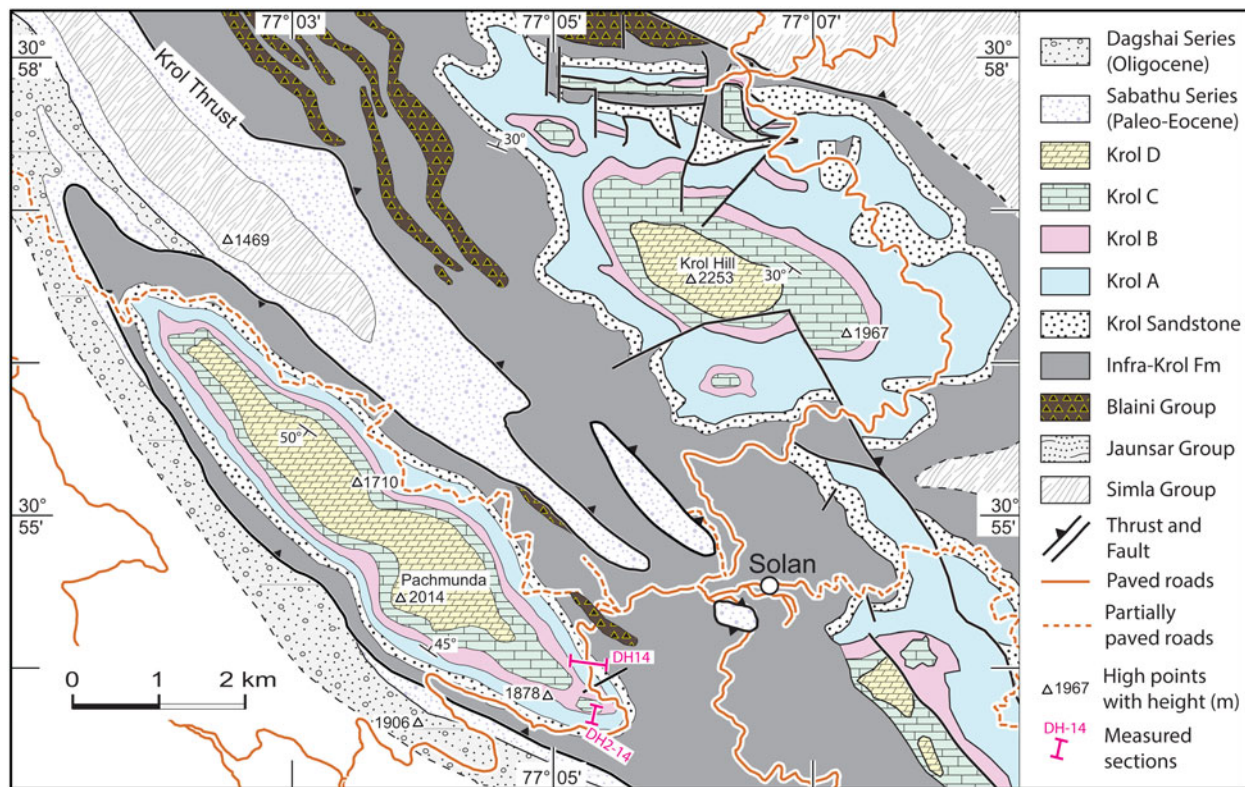 77° 03'
77° 05'
77° 07'
30°
58'
30°
58'
Krol Thrust
30°
1469
Krol Hill
2253
30°
1967
50°
1710
30°
55'
30°
55'
Solan
Pachmunda
2014
45°
DH14
0 1 2 km
1878
1906
DH2-14
77° 05'
77° 07'
Dagshai Series
(Oligocene)
Sabathu Series
(Paleo-Eocene)
Krol D
Krol C
Krol B
Krol A
Krol Sandstone
Infra-Krol Fm
Blaini Group
Jaunsar Group
Simla Group
Thrust and
Fault
Paved roads
Partially
paved roads
1967
High points
with height (m)
DH-14
Measured
sections